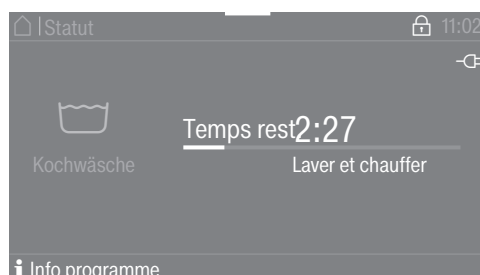 Statut
11:02
Temps rest2:27
Kochwäsche
Laver et chauffer
Info programme